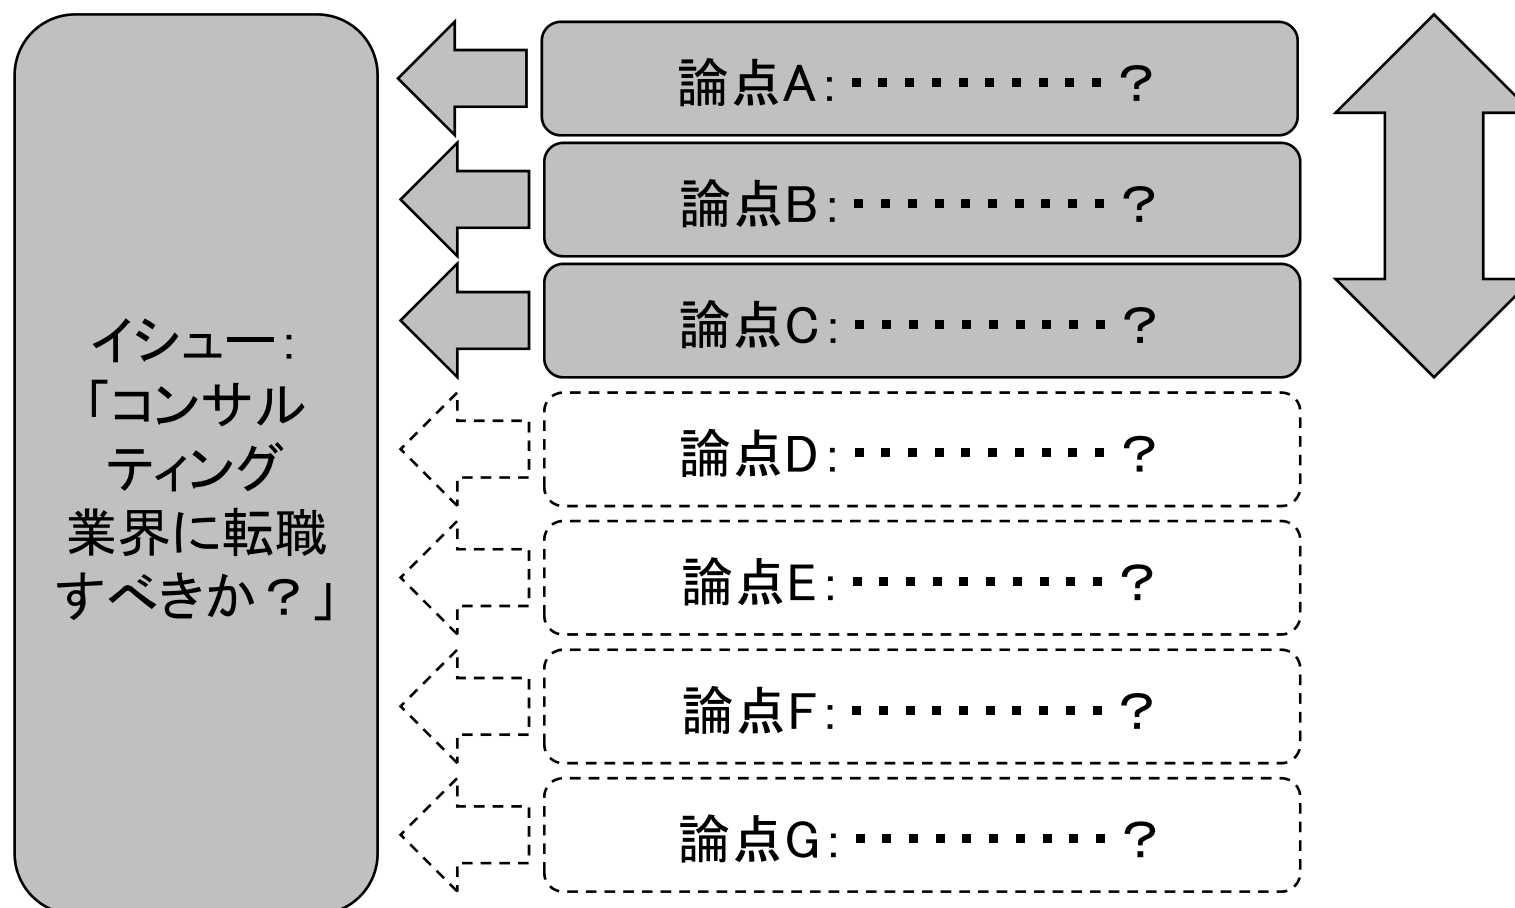 イシュー：
「コンサル
ティング
業界に転職
すべきか？」
論点A：・・・・・・・・・・？
論点B：・・・・・・・・・・？
論点C：・・・・・・・・・・？
論点D：・・・・・・・・・・？
論点E：・・・・・・・・・・？
論点F：・・・・・・・・・・？
論点G：・・・・・・・・・・？